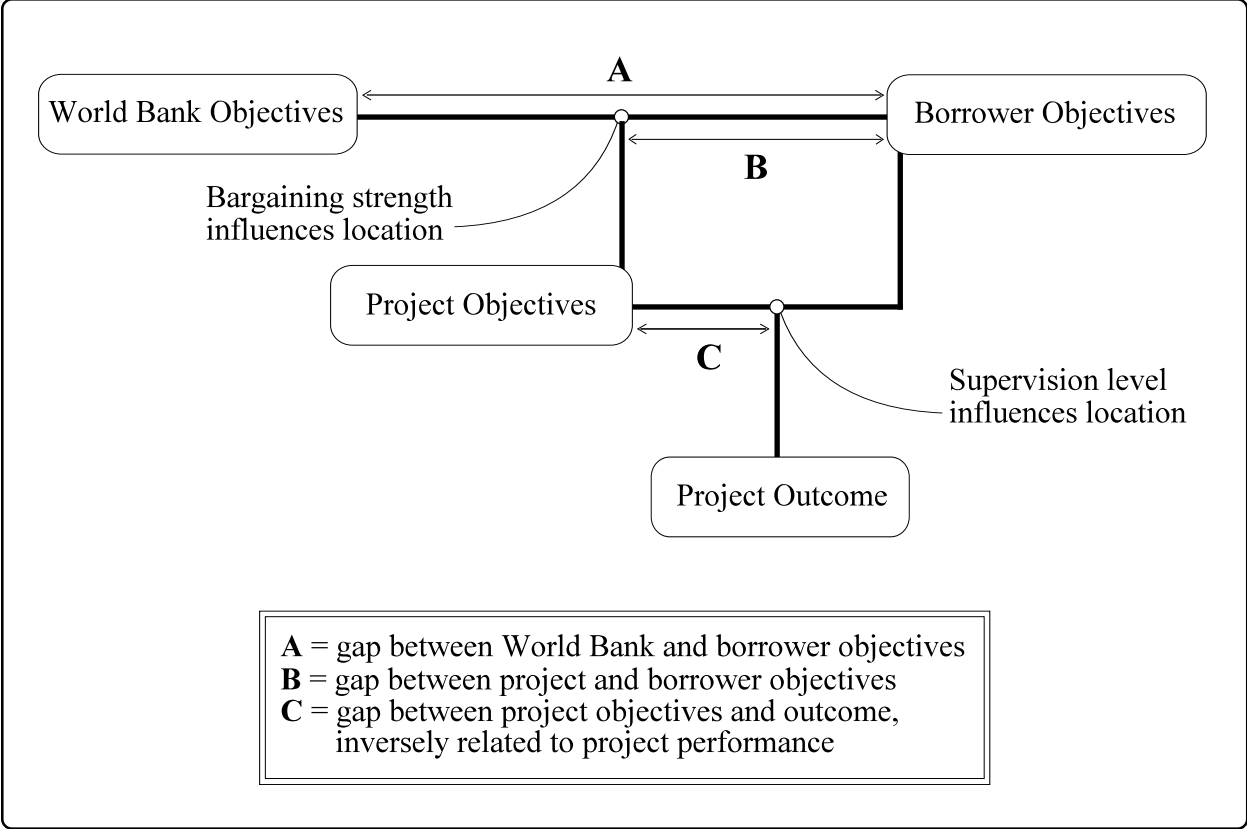 A
World Bank Objectives
Borrower Objectives
B
Bargaining strength
influences location
Project Objectives
C
Supervision level
influences location
Project Outcome
A = gap between World Bank and borrower objectives
B = gap between project and borrower objectives
C = gap between project objectives and outcome,
inversely related to project performance